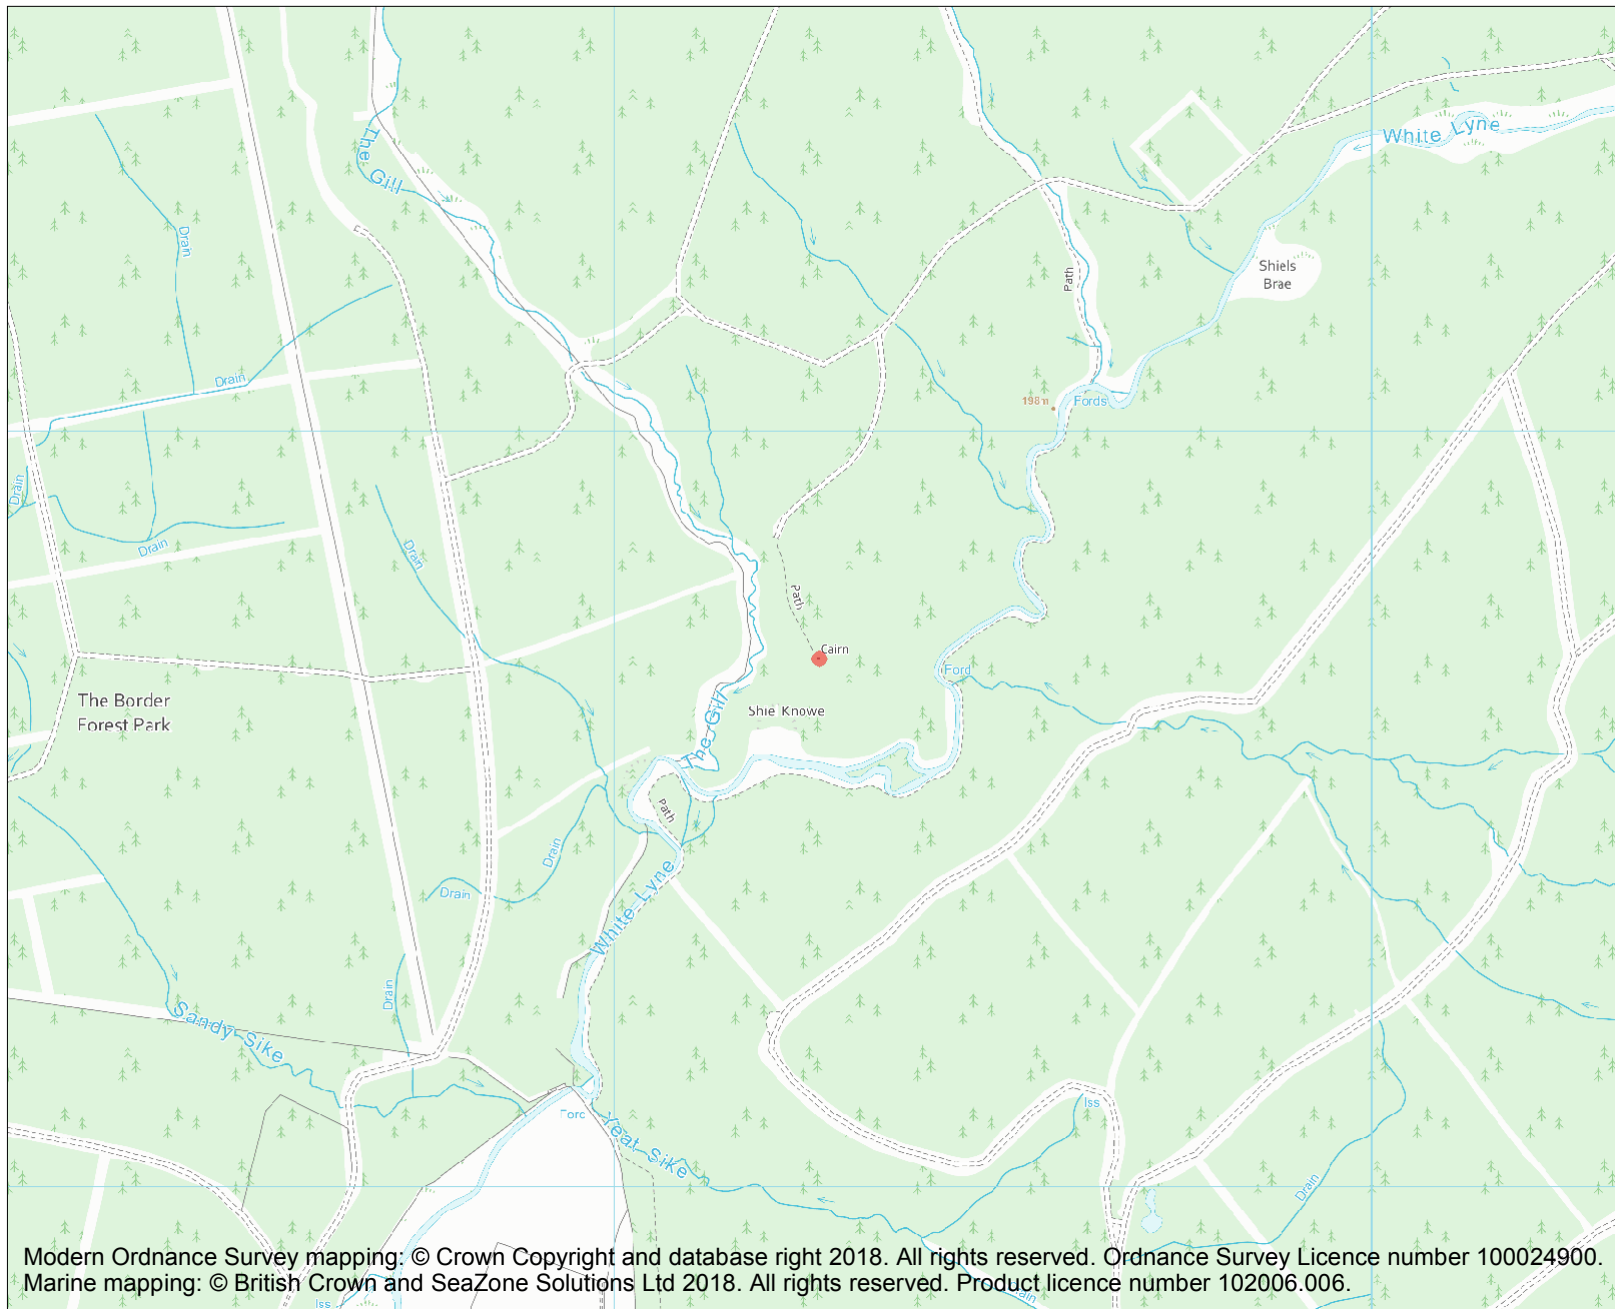 White Lyne
The Gill
Drain
Shiels
Brae
Path
198m
Fords
Drain
Drain
Drain
Drain
Path
Cairn
Ford
The Border
Forest Park
Shiel Knowe
The Gill
Path
Drain
Drain
White Lyne
Drain
Sandy Sike
Iss
Yeat Sike
Drain
Iss
Drain
Modern Ordnance Survey mapping: © Crown Copyright and database right 2018. All rights reserved. Ordnance Survey Licence number 100024900.
Marine mapping: © British Crown and SeaZone Solutions Ltd 2018. All rights reserved. Product licence number 102006.006.